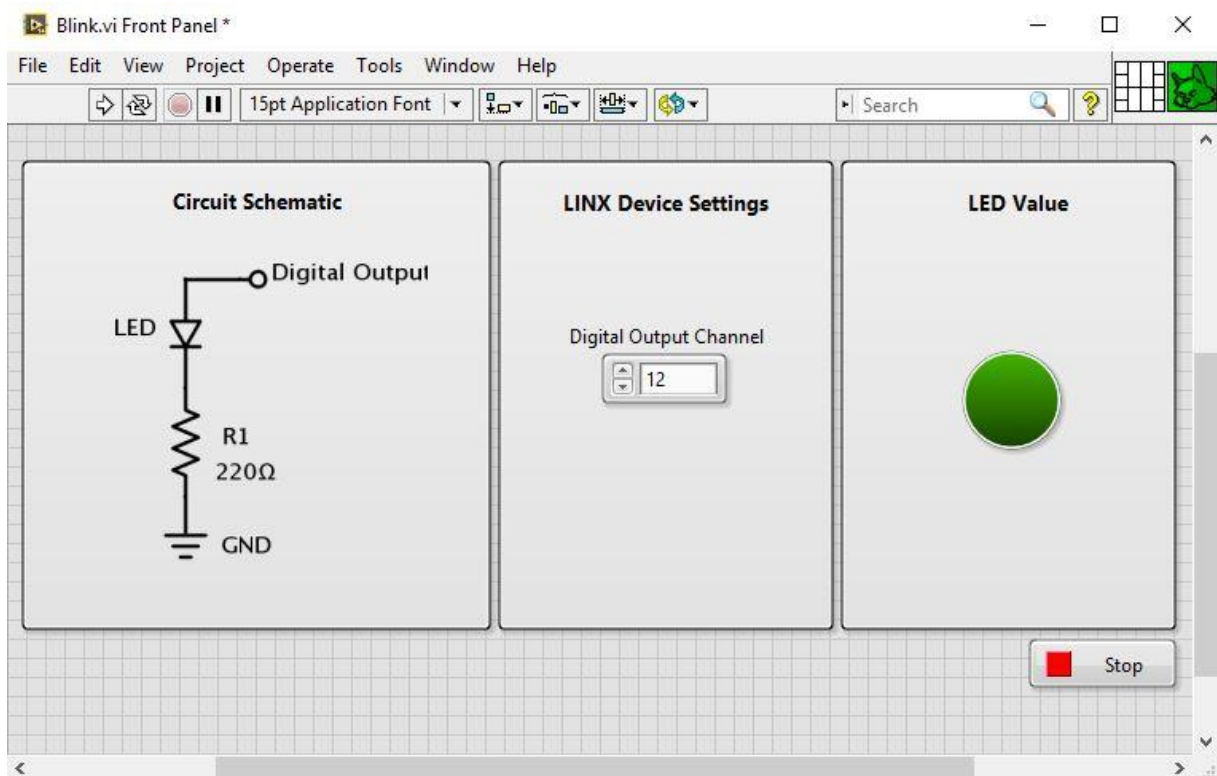 Blink.vi Front Panel *
File Edit View Project Operate Tools Window Help
15pt Application Font
Search
?
Circuit Schematic
Digital Output
LED
R1
220Ω
GND
LINX Device Settings
Digital Output Channel
12
LED Value
Stop